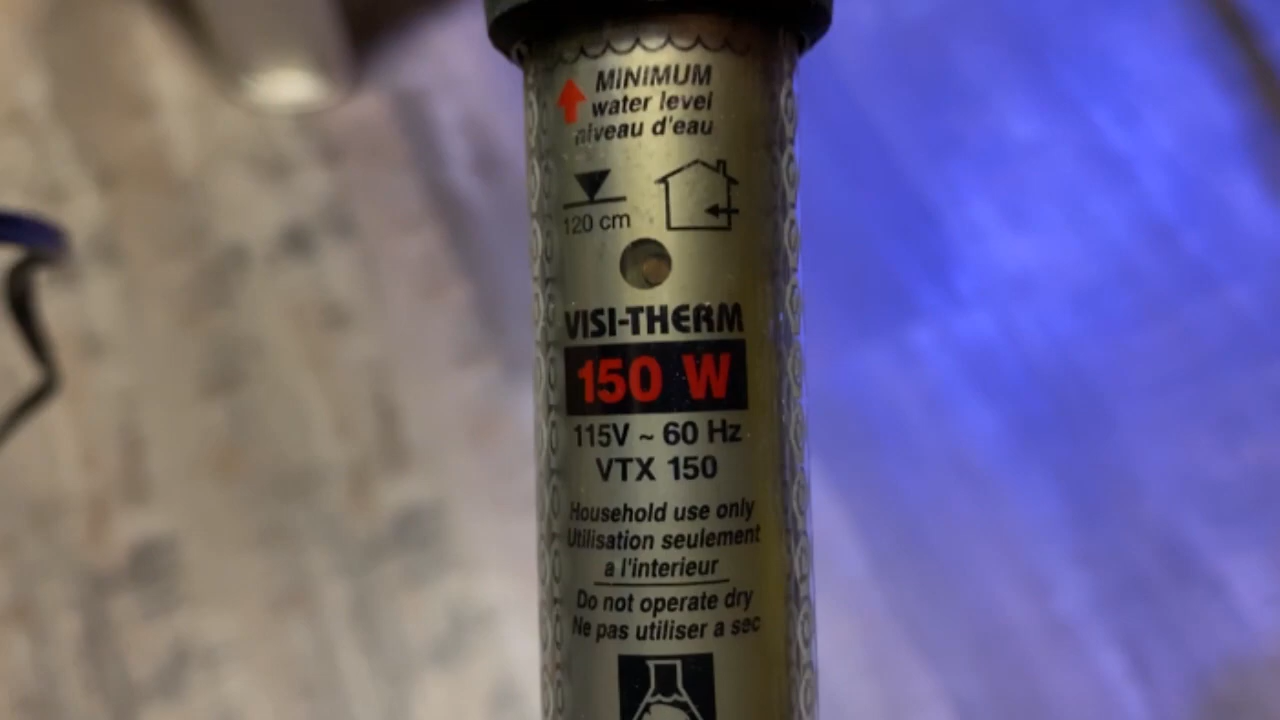 MINIMUM
water level
niveau d'eau
120 cm
VISI-THERM
150 W
115V ~ 60 Hz
VTX 150
Household use only
Utilisation seulement
a l'interieur
Do not operate dry
Ne pas utiliser a sec